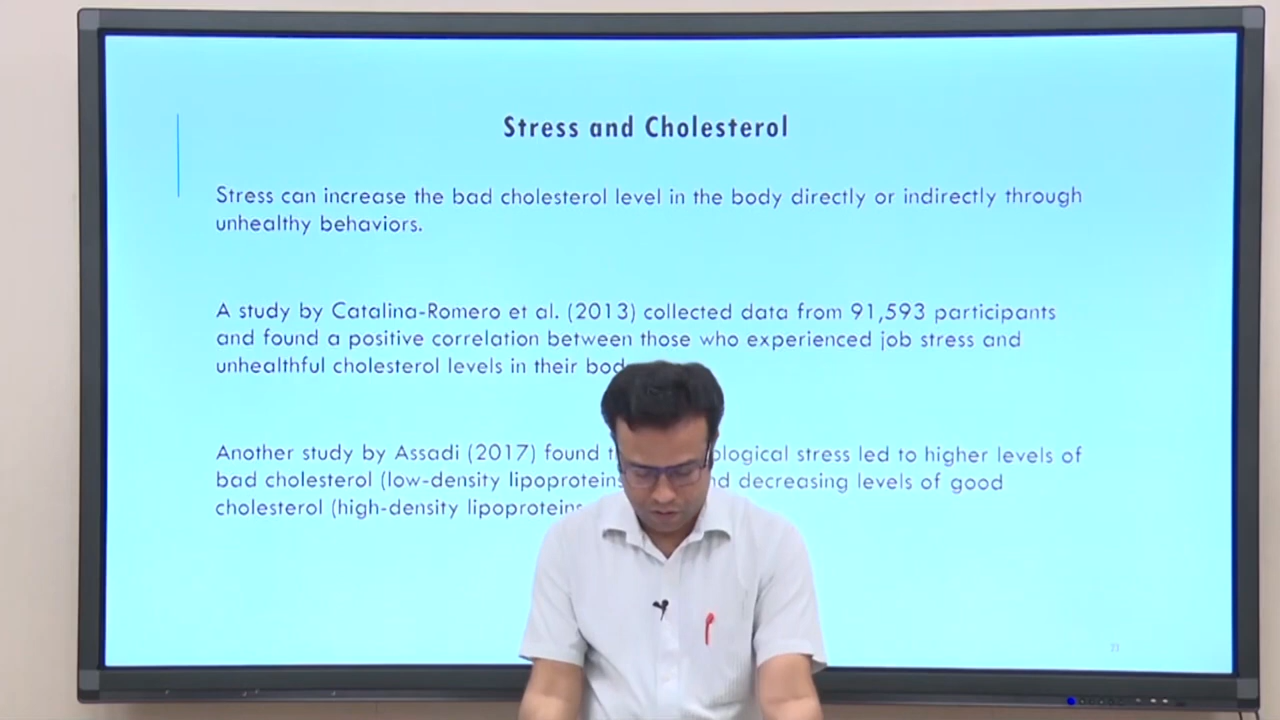 Stress and Cholesterol
Stress can increase the bad cholesterol level in the body directly or indirectly through
unhealthy behaviors.
A study by Catalina-Romero et al. (2013) collected data from 91,593 participants
and found a positive correlation between those who experienced job stress and
unhealthful cholesterol levels in their
Another study by Assadi (2017) found stress led to higher levels of
bad cholesterol (low-density lipoproteins decreasing levels of good
cholesterol (high-density
21